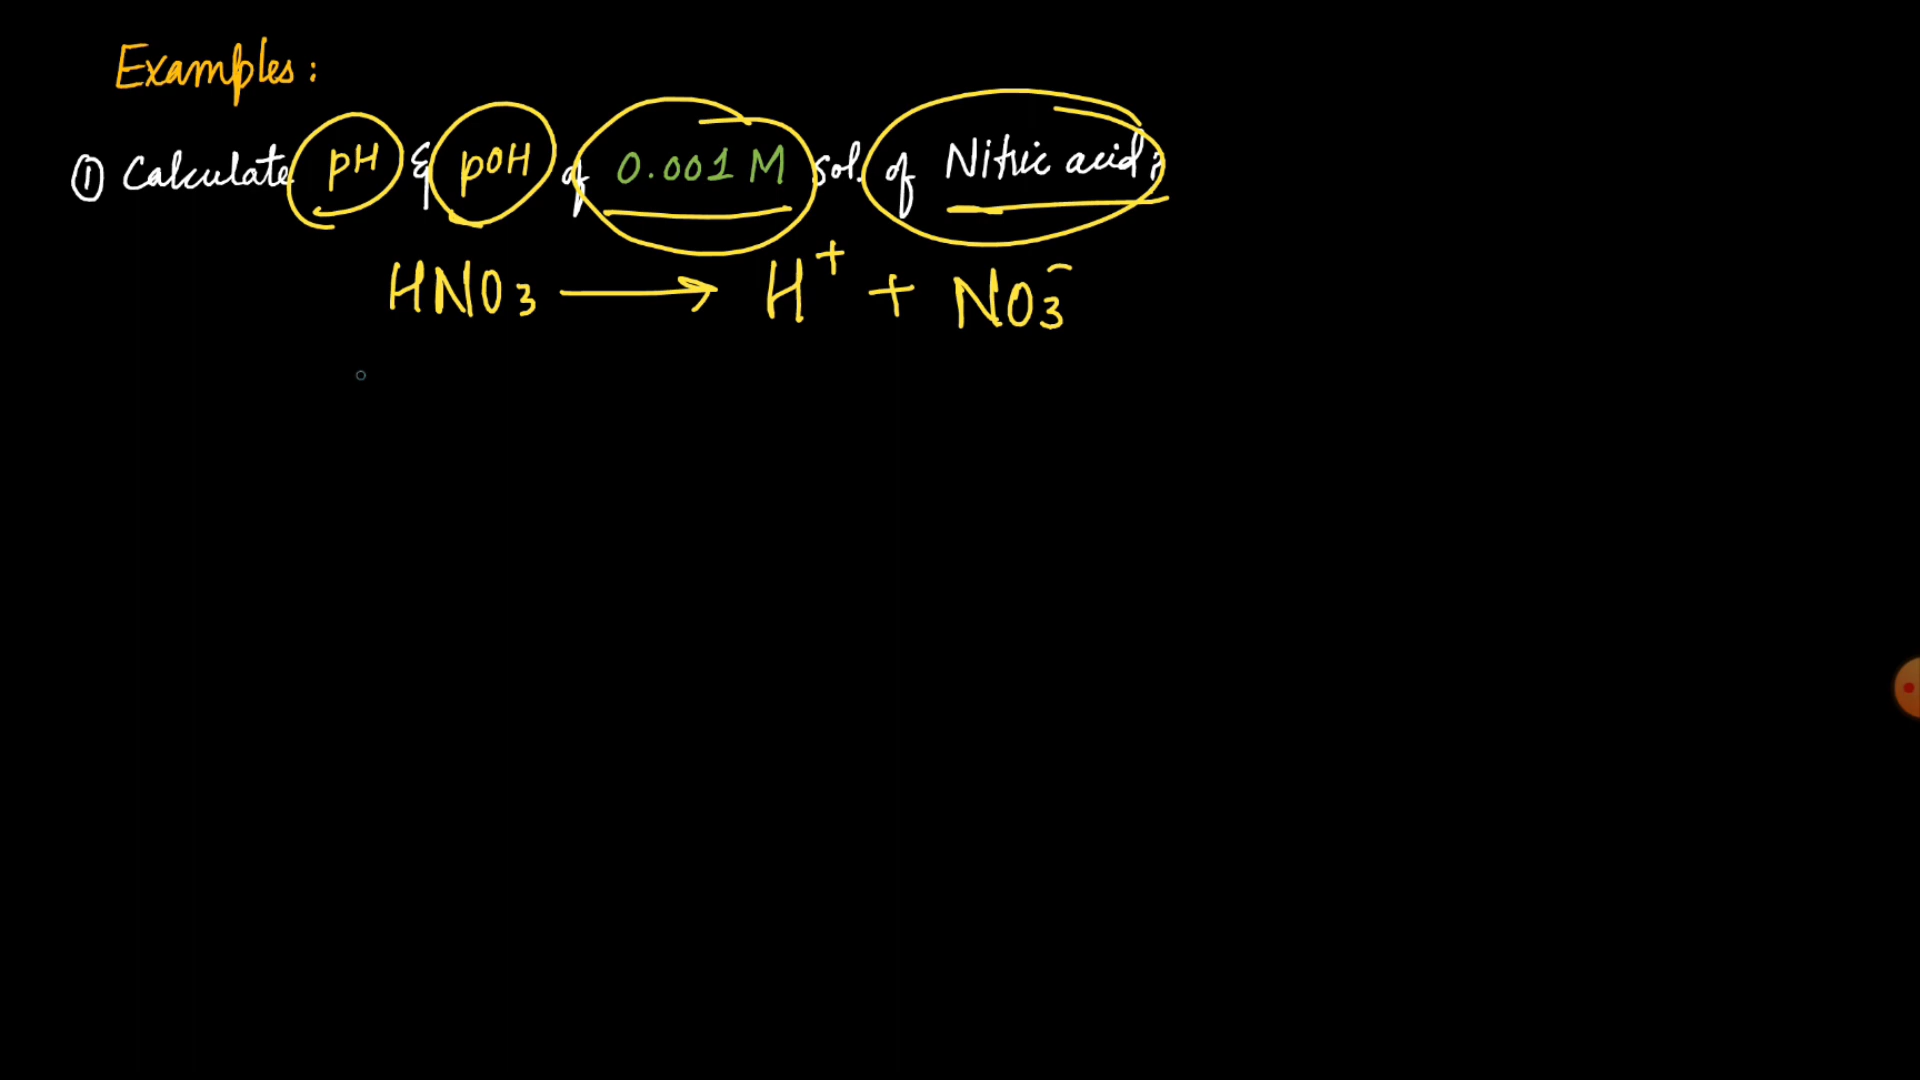 Examples:
① Calculate pH & pOH of 0.001 M sol. of Nitric acid?
HNO₃ ⟶ H⁺ + NO₃⁻